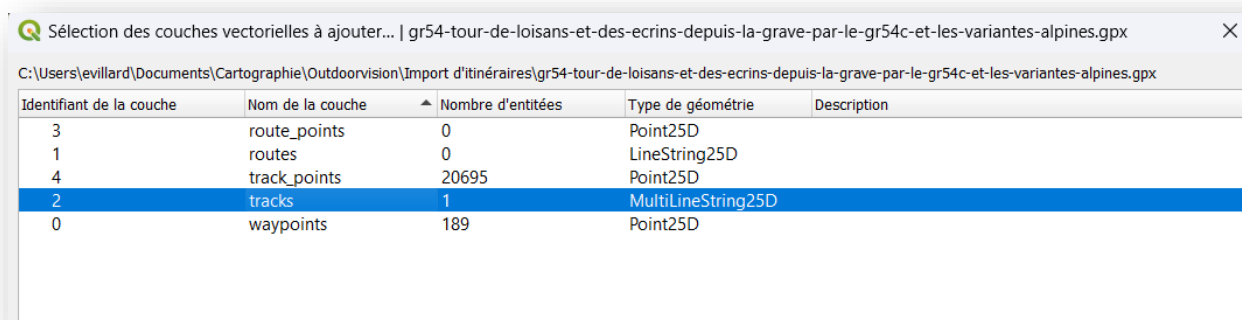 Sélection des couches vectorielles à ajouter... | gr54-tour-de-loisans-et-des-ecrins-depuis-la-grave-par-le-gr54c-et-les-variantes-alpines.gpx
C:\Users\evillard\Documents\Cartographie\Outdoorvision\Import d'itinéraires\gr54-tour-de-loisans-et-des-ecrins-depuis-la-grave-par-le-gr54c-et-les-variantes-alpines.gpx
Identifiant de la couche Nom de la couche Nombre d'entitées Type de géométrie Description
3 route_points 0 Point25D
1 routes 0 LineString25D
4 track_points 20695 Point25D
2 tracks 1 MultiLineString25D
0 waypoints 189 Point25D